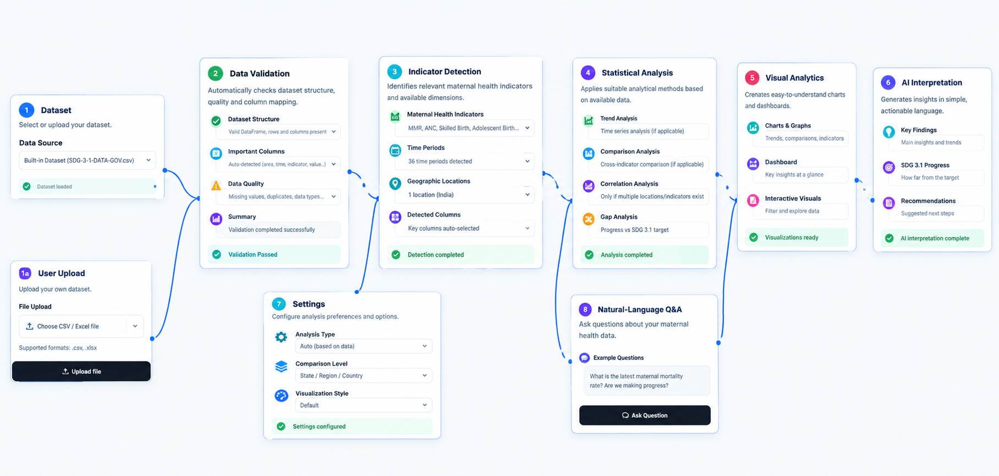 1 Dataset
Select or upload your dataset.
Data Source
Built-in Dataset (SDG-3-1-DATA-GOV.csv)
Dataset loaded
1a User Upload
Upload your own dataset.
File Upload
Choose CSV / Excel file
Supported formats: .csv, .xlsx
Upload file
2 Data Validation
Automatically checks dataset structure,
quality and column mapping.
Dataset Structure
Valid DataFrame, rows and columns present
Important Columns
Auto-detected (area, time, indicator, value..)
Data Quality
Missing values, duplicates, data types...
Summary
Validation completed successfully
Validation Passed
3 Indicator Detection
Identifies relevant maternal health indicators
and available dimensions.
Maternal Health Indicators
MMR, ANC, Skilled Birth, Adolescent Birth...
Time Periods
36 time periods detected
Geographic Locations
1 location (India)
Detected Columns
Key columns auto-selected
Detection completed
7 Settings
Configure analysis preferences and options.
Analysis Type
Auto (based on data)
Comparison Level
State / Region / Country
Visualization Style
Default
Settings configured
4 Statistical Analysis
Applies suitable analytical methods based
on available data.
Trend Analysis
Time series analysis (if applicable)
Comparison Analysis
Cross-indicator comparison (if applicable)
Correlation Analysis
Only if multiple locations/indicators exist
Gap Analysis
Progress vs SDG 3.1 target
Analysis completed
8 Natural-Language Q&A
Ask questions about your maternal
health data.
Example Questions
What is the latest maternal mortality
rate? Are we making progress?
Ask Question
5 Visual Analytics
Crenates easy-to-understand charts
and dashboards.
Charts & Graphs
Trends, comparisons, indicators
Dashboard
Key insights at a glance
Interactive Visuals
Filter and explore data
Visualizations ready
6 AI Interpretation
Generates insights in simple,
actionable language.
Key Findings
Main insights and trends
SDG 3.1 Progress
How far from the target
Recommendations
Suggested next steps
AI interpretation complete